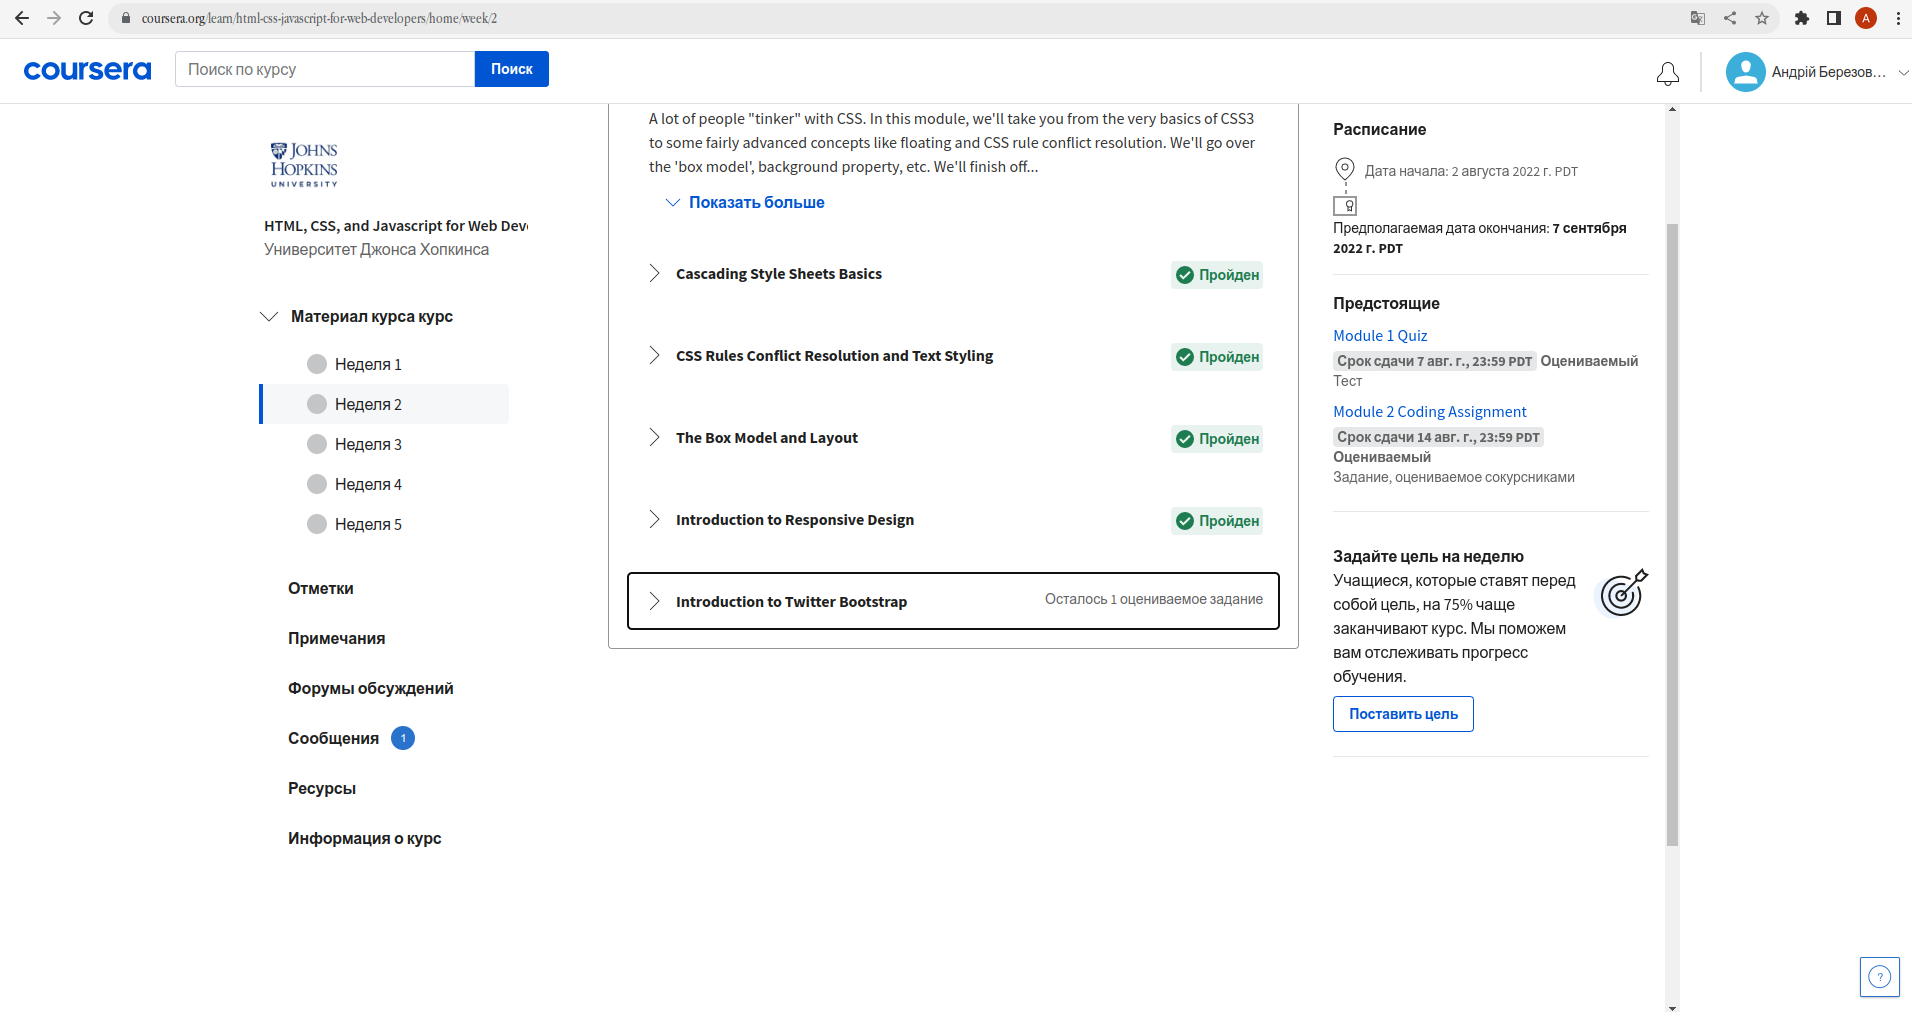 coursera.org/learn/html-css-javascript-for-web-developers/home/week/2
A
coursera
Поиск по курсу
Поиск
Андрій Березов...
JOHNS
HOPKINS
UNIVERSITY
HTML, CSS, and Javascript for Web Deve
Университет Джонса Хопкинса
Материал курса курс
Неделя 1
Неделя 2
Неделя 3
Неделя 4
Неделя 5
Отметки
Примечания
Форумы обсуждений
Сообщения 1
Ресурсы
Информация о курс
A lot of people "tinker" with CSS. In this module, we'll take you from the very basics of CSS3
to some fairly advanced concepts like floating and CSS rule conflict resolution. We'll go over
the 'box model', background property, etc. We'll finish off...
Показать больше
Cascading Style Sheets Basics Пройден
CSS Rules Conflict Resolution and Text Styling Пройден
The Box Model and Layout Пройден
Introduction to Responsive Design Пройден
Introduction to Twitter Bootstrap Осталось 1 оцениваемое задание
Расписание
Дата начала: 2 августа 2022 г. PDT
Предполагаемая дата окончания: 7 сентября
2022 г. PDT
Предстоящие
Module 1 Quiz
Срок сдачи 7 авг. г., 23:59 PDT Оцениваемый
Тест
Module 2 Coding Assignment
Срок сдачи 14 авг. г., 23:59 PDT
Оцениваемый
Задание, оцениваемое сокурсниками
Задайте цель на неделю
Учащиеся, которые ставят перед
собой цель, на 75% чаще
заканчивают курс. Мы поможем
вам отслеживать прогресс
обучения.
Поставить цель
?